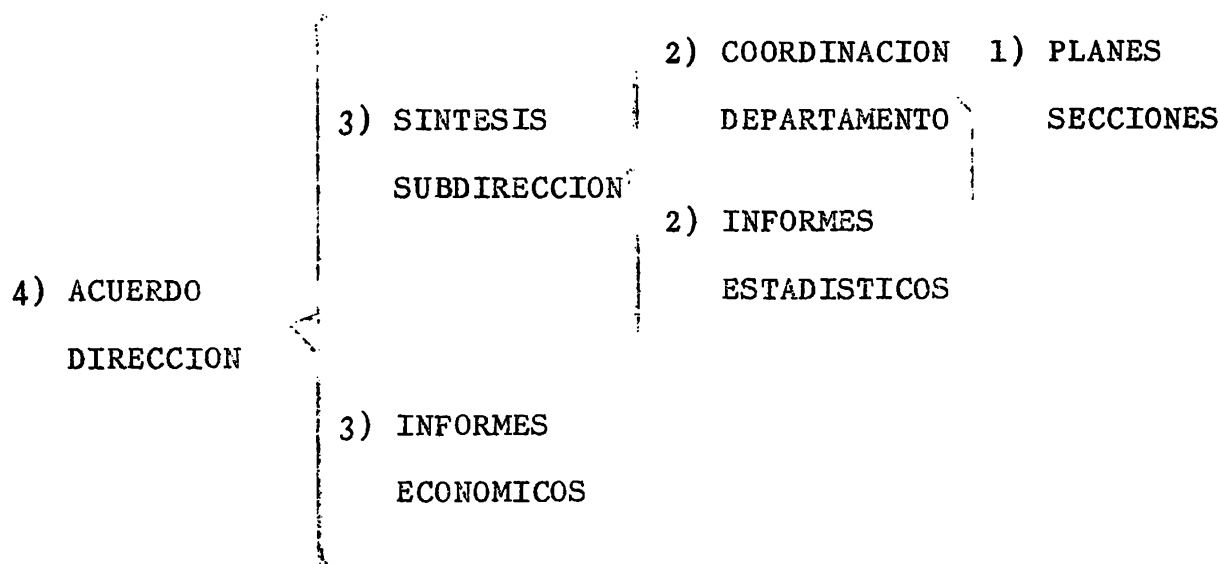 2) COORDINACION 1) PLANES
3) SINTESIS DEPARTAMENTO SECCIONES
SUBDIRECCION
2) INFORMES
4) ACUERDO ESTADISTICOS
DIRECCION
3) INFORMES
ECONOMICOS